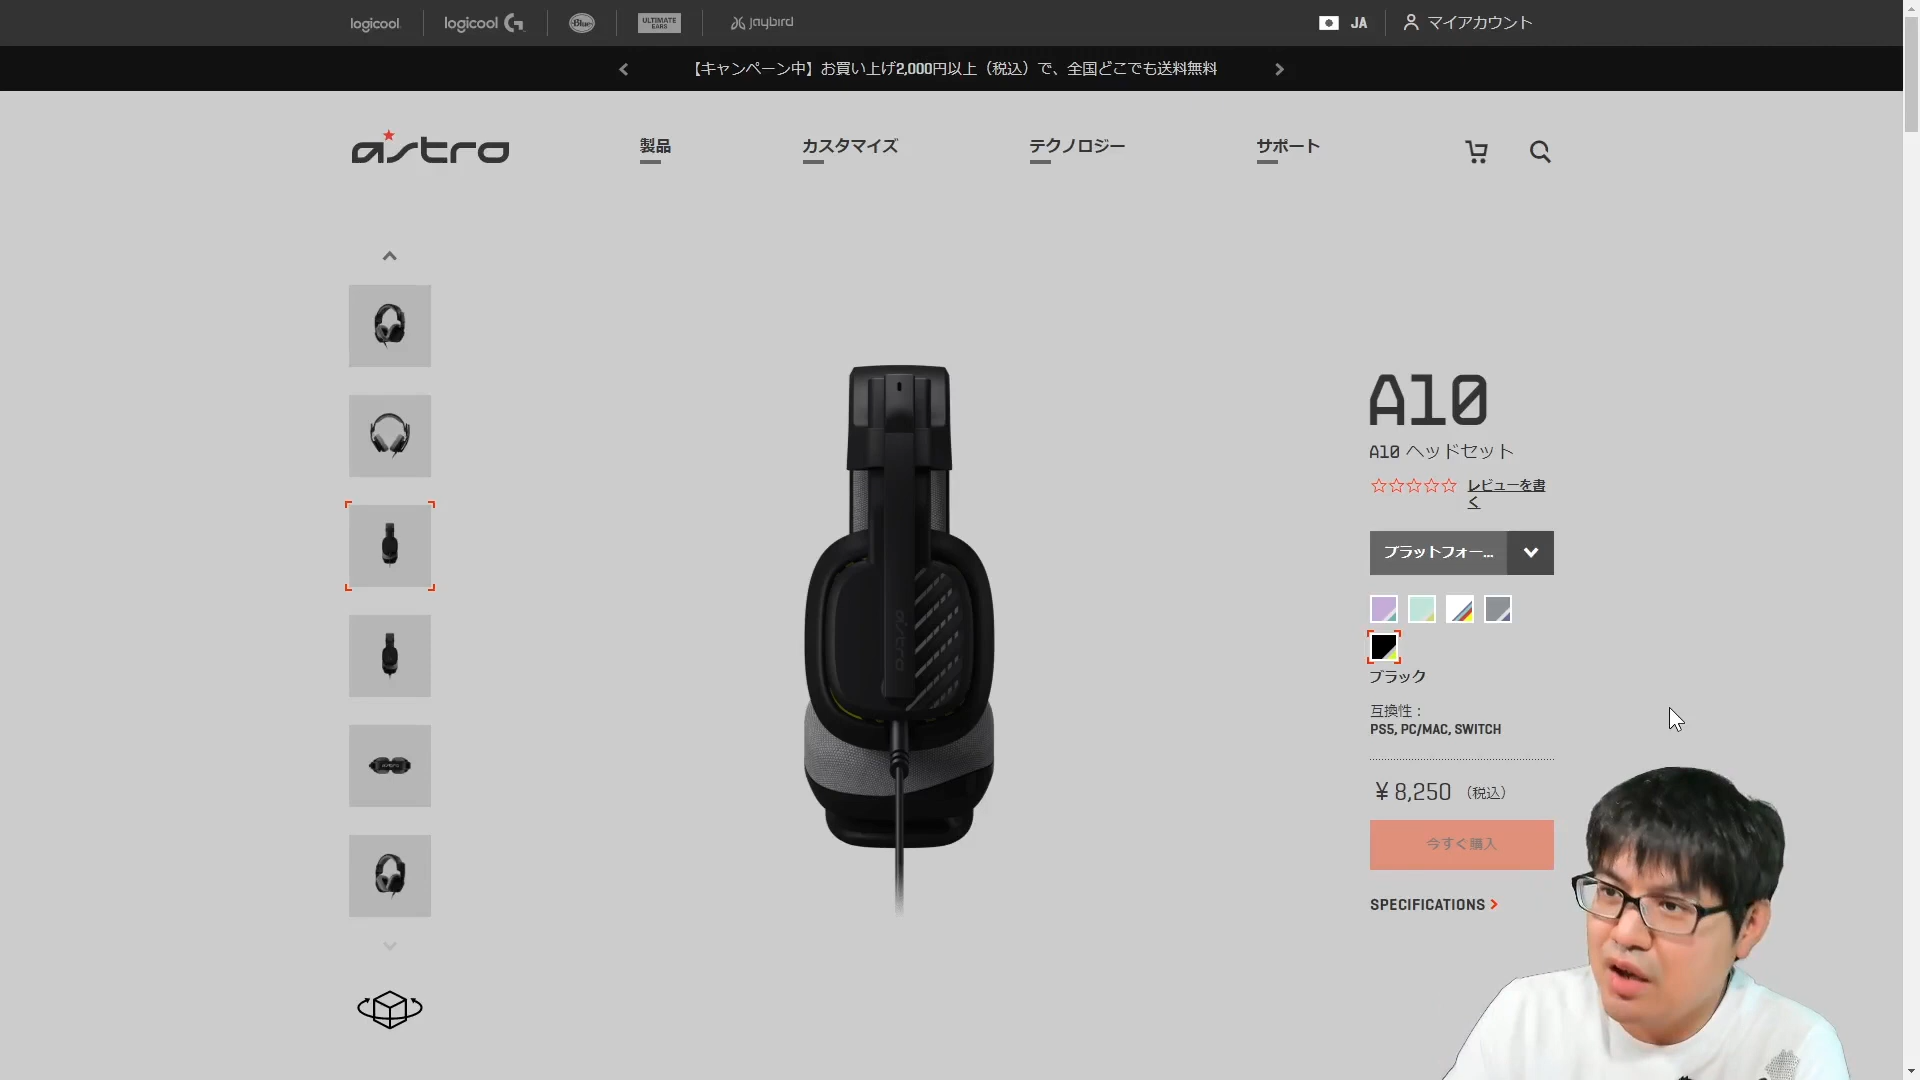 logicool
logicool G
Blue
ULTIMATE EARS
jaybird
JA
マイアカウント
【キャンペーン中】お買い上げ2,000円以上（税込）で、全国どこでも送料無料
astro
製品
カスタマイズ
テクノロジー
サポート
A10
A10 ヘッドセット
レビューを書
く
プラットフォー...
ブラック
互換性：
PS5, PC/MAC, SWITCH
¥ 8,250 （税込）
今すぐ購入
SPECIFICATIONS
astro